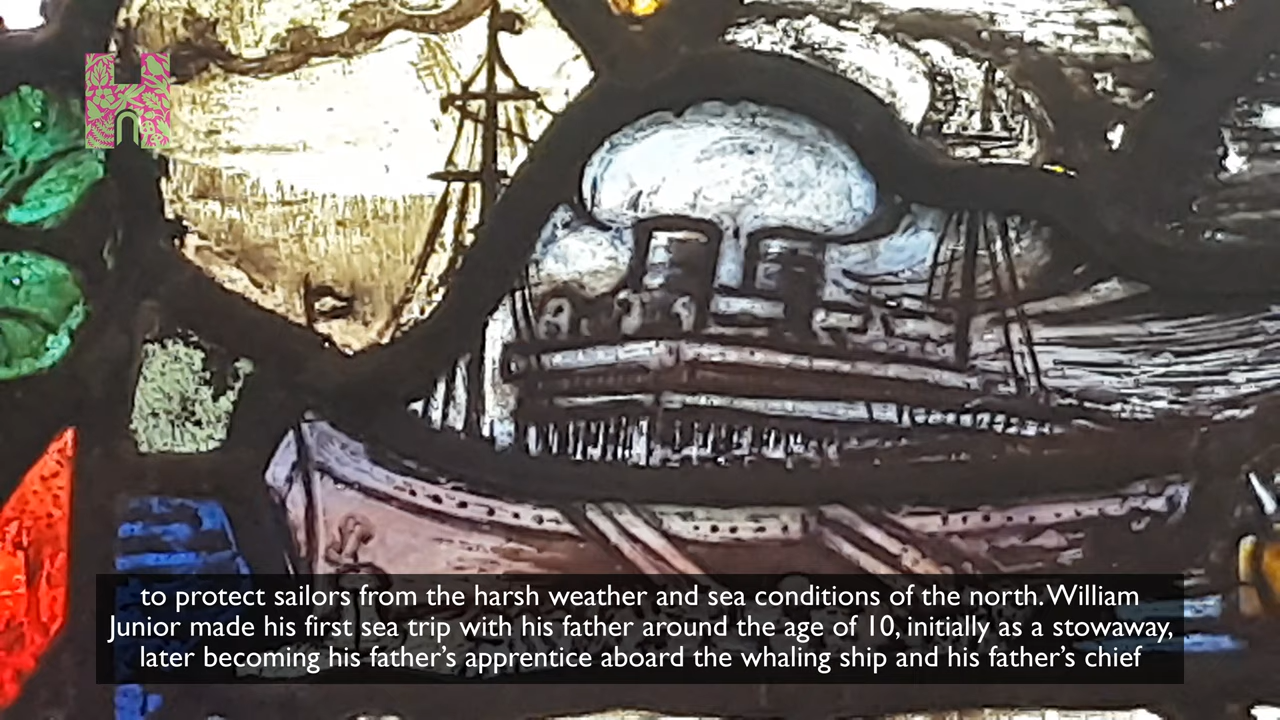 H
to protect sailors from the harsh weather and sea conditions of the north. William
Junior made his first sea trip with his father around the age of 10, initially as a stowaway,
later becoming his father's apprentice aboard the whaling ship and his father's chief